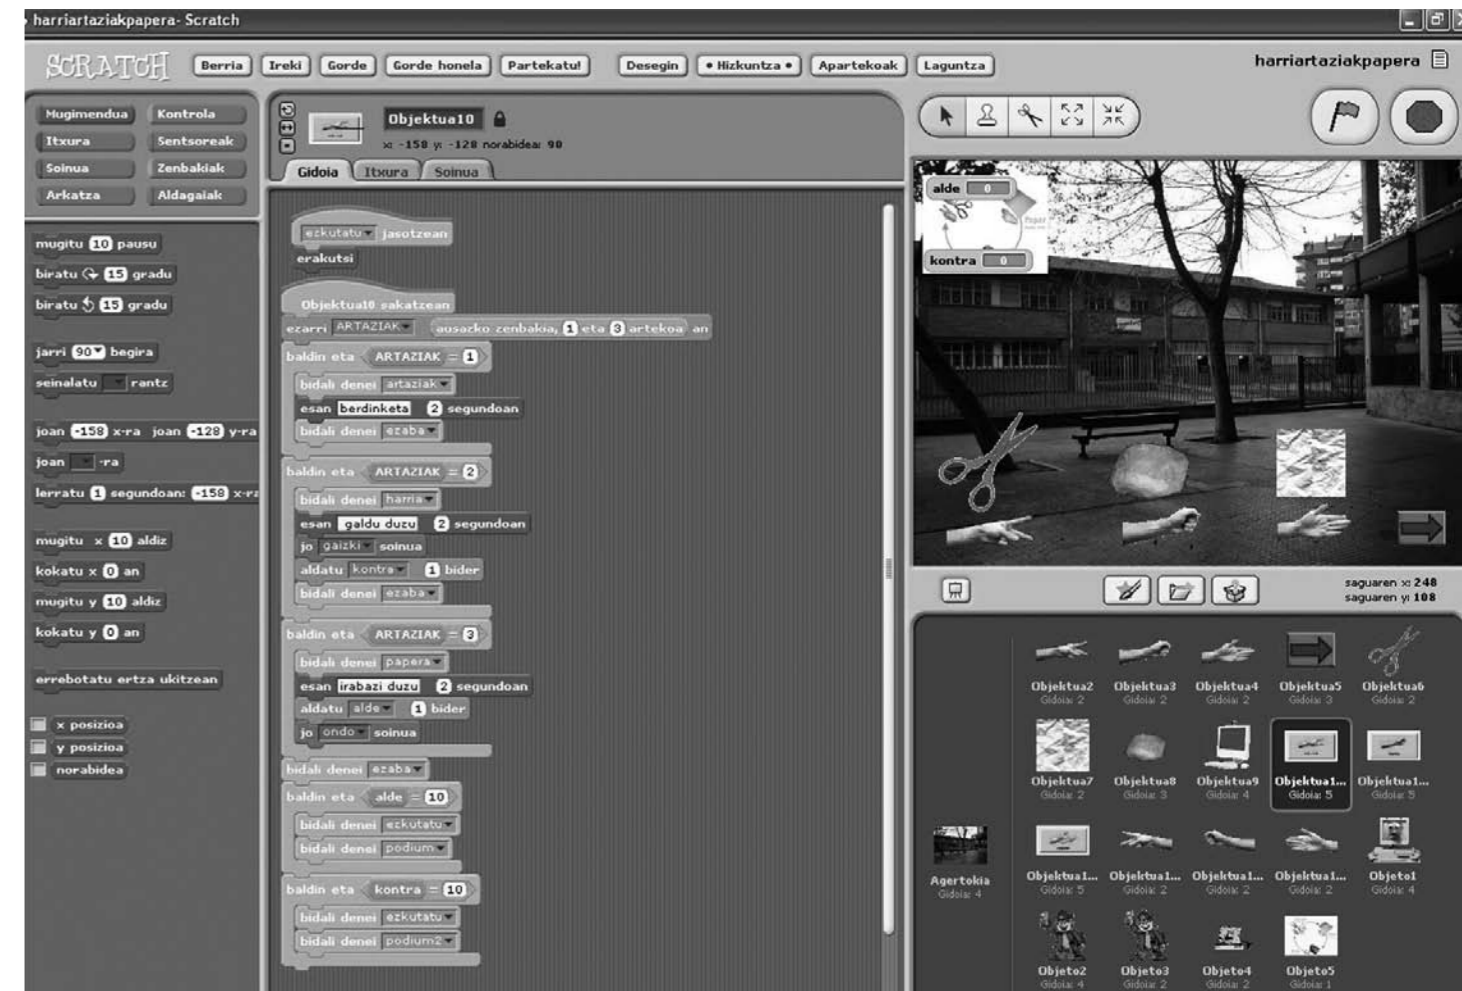 harriartaziakpapera- Scratch
SCRATCH
Berria Ireki Gorde Gorde honela Partekatu! Desegin • Hizkuntza • Apartekoak Laguntza
harriartaziakpapera
Mugimendua Kontrola
Itxura Sentsoreak
Soinua Zenbakiak
Arkatza Aldagaiak
mugitu 10 pausu
biratu 15 gradu
biratu 15 gradu
jarri 90 begira
seinalatu rantz
joan -158 x-ra joan -128 y-ra
joan -ra
lerratu 1 segundoan: -158 x-ra
mugitu x 10 aldiz
kokatu x 0 an
mugitu y 10 aldiz
kokatu y 0 an
errebotatu ertza ukitzean
x posizioa
y posizioa
norabidea
Objektua10
x: -158 y: -128 norabidea: 90
Gidoia Itxura Soinua
ezkutatu jasotzean
erakutsi
Objektua10 sakatzean
ezarri ARTAZIAK ausazko zenbakia, 1 eta 3 artekoa an
baldin eta ARTAZIAK = 1
bidali denei artaziak
esan berdinketa 2 segundoan
bidali denei ezaba
baldin eta ARTAZIAK = 2
bidali denei harria
esan galdu duzu 2 segundoan
jo gaizki soinua
aldatu kontra 1 bider
bidali denei ezaba
baldin eta ARTAZIAK = 3
bidali denei papera
esan irabazi duzu 2 segundoan
aldatu alde 1 bider
jo ondo soinua
bidali denei ezaba
baldin eta alde = 10
bidali denei ezkutatu
bidali denei podium
baldin eta kontra = 10
bidali denei ezkutatu
bidali denei podium2
alde 0
Papar
kontra 0
saguaren x: 248
saguaren y: 108
Objektua2 Objektua3 Objektua4 Objektua5 Objektua6
Gidoia: 2 Gidoia: 2 Gidoia: 2 Gidoia: 3 Gidoia: 2
Objektua7 Objektua8 Objektua9 Objektua1... Objektua1...
Gidoia: 2 Gidoia: 3 Gidoia: 4 Gidoia: 5 Gidoia: 5
Agertokia
Gidoia: 4
Objektua1... Objektua1... Objektua1... Objektua1... Objeto1
Gidoia: 5 Gidoia: 2 Gidoia: 2 Gidoia: 2 Gidoia: 4
Objeto2 Objeto3 Objeto4 Objeto5
Gidoia: 4 Gidoia: 2 Gidoia: 2 Gidoia: 1